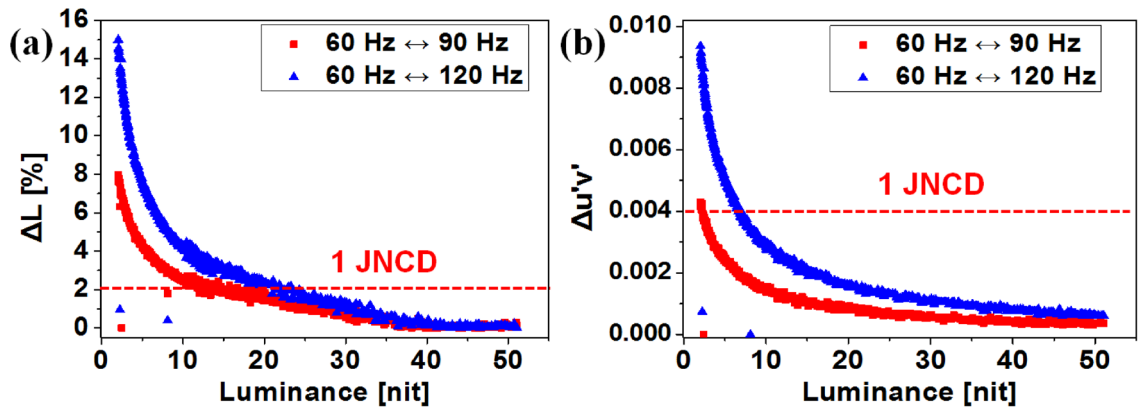 (a)
16
14
12
10
8
6
4
2
0
ΔL [%]
60 Hz ↔ 90 Hz
60 Hz ↔ 120 Hz
1 JNCD
0 10 20 30 40 50
Luminance [nit]
(b)
0.010
0.008
0.006
0.004
0.002
0.000
Δu'v'
60 Hz ↔ 90 Hz
60 Hz ↔ 120 Hz
1 JNCD
0 10 20 30 40 50
Luminance [nit]